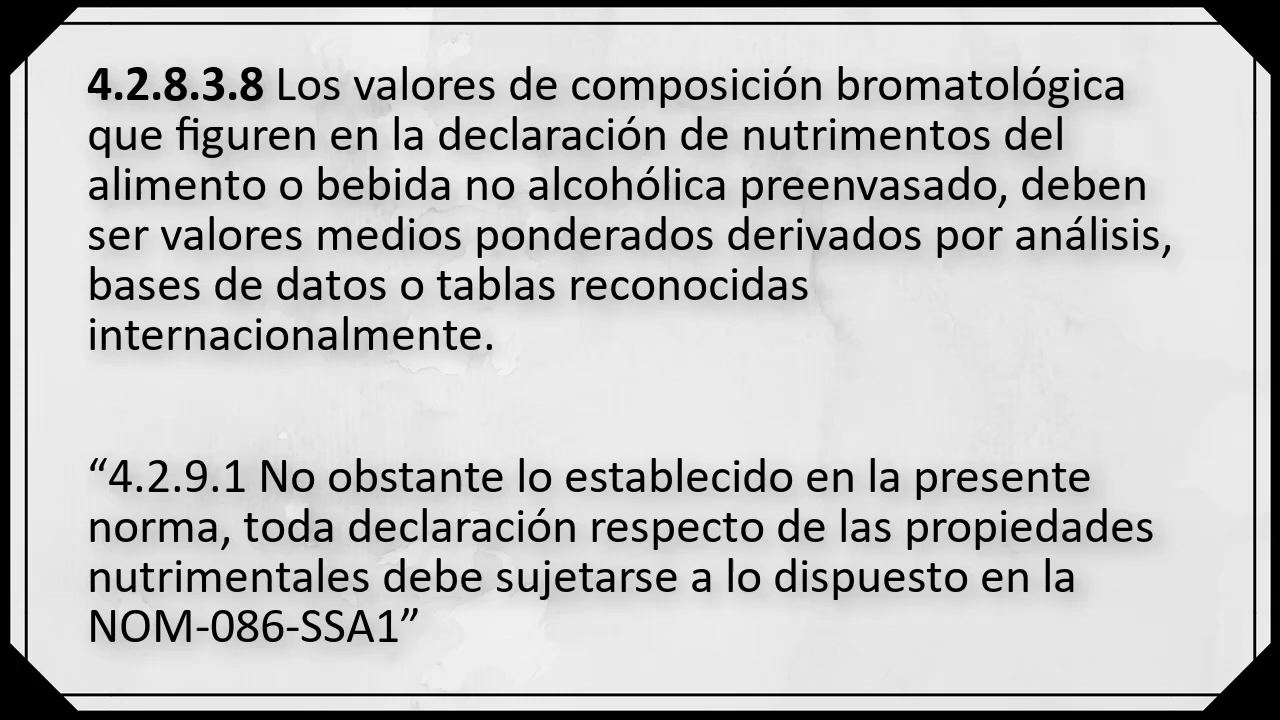 4.2.8.3.8 Los valores de composición bromatológica
que figuren en la declaración de nutrimentos del
alimento o bebida no alcohólica preenvasado, deben
ser valores medios ponderados derivados por análisis,
bases de datos o tablas reconocidas
internacionalmente.
“4.2.9.1 No obstante lo establecido en la presente
norma, toda declaración respecto de las propiedades
nutrimentales debe sujetarse a lo dispuesto en la
NOM-086-SSA1”